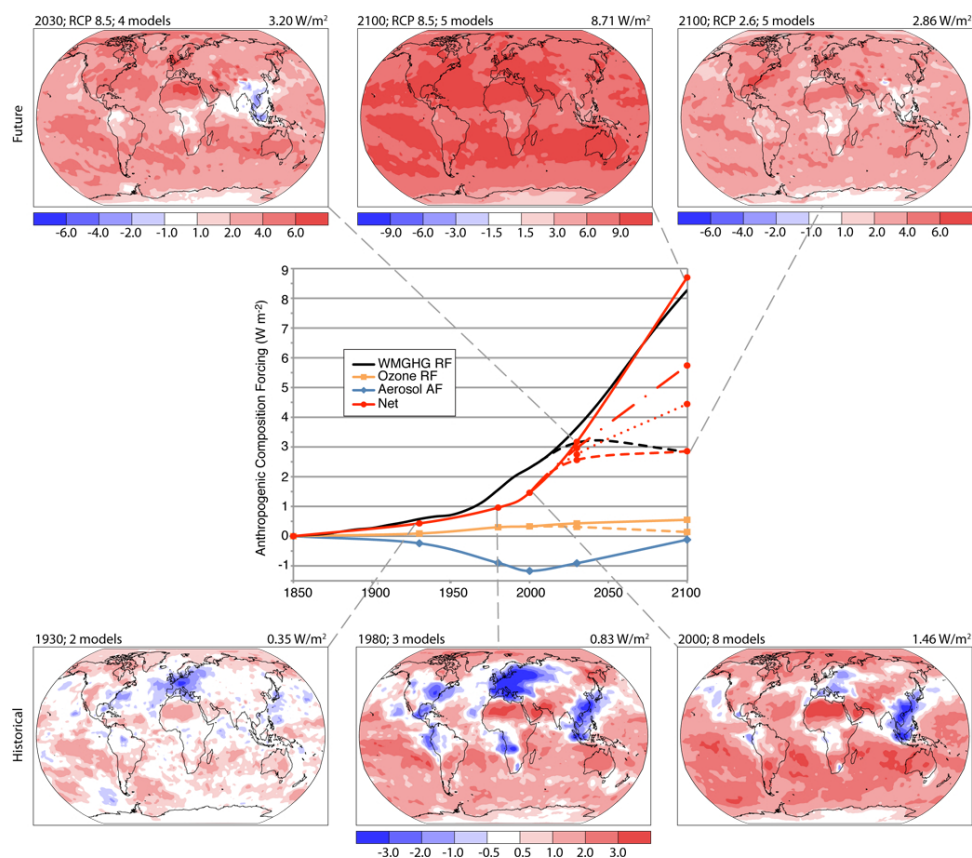 2030; RCP 8.5; 4 models 3.20 W/m²
2100; RCP 8.5; 5 models 8.71 W/m²
2100; RCP 2.6; 5 models 2.86 W/m²
Future
-6.0 -4.0 -2.0 -1.0 1.0 2.0 4.0 6.0
-9.0 -6.0 -3.0 -1.5 1.5 3.0 6.0 9.0
-6.0 -4.0 -2.0 -1.0 1.0 2.0 4.0 6.0
Anthropogenic Composition Forcing (W m⁻²)
9
8
7
6
5
4
3
2
1
0
-1
WMGHG RF
Ozone RF
Aerosol AF
Net
1850 1900 1950 2000 2050 2100
1930; 2 models 0.35 W/m²
1980; 3 models 0.83 W/m²
2000; 8 models 1.46 W/m²
Historical
-3.0 -2.0 -1.0 -0.5 0.5 1.0 2.0 3.0